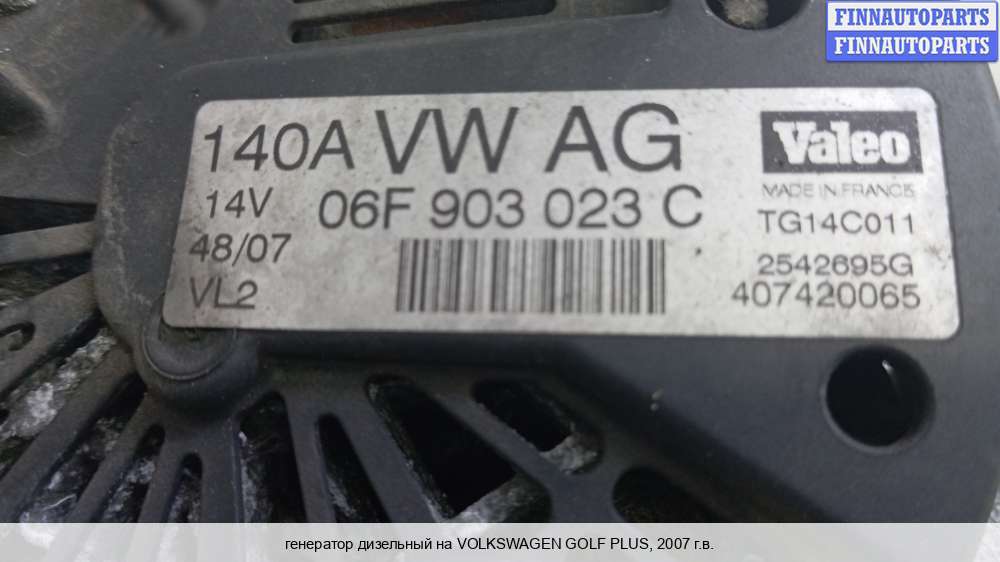 FINNAUTOPARTS
FINNAUTOPARTS
140A VW AG
Valeo
MADE IN FRANCE
14V 06F 903 023 C
TG14C011
48/07
2542695G
VL2
407420065
генератор дизельный на VOLKSWAGEN GOLF PLUS, 2007 г.в.